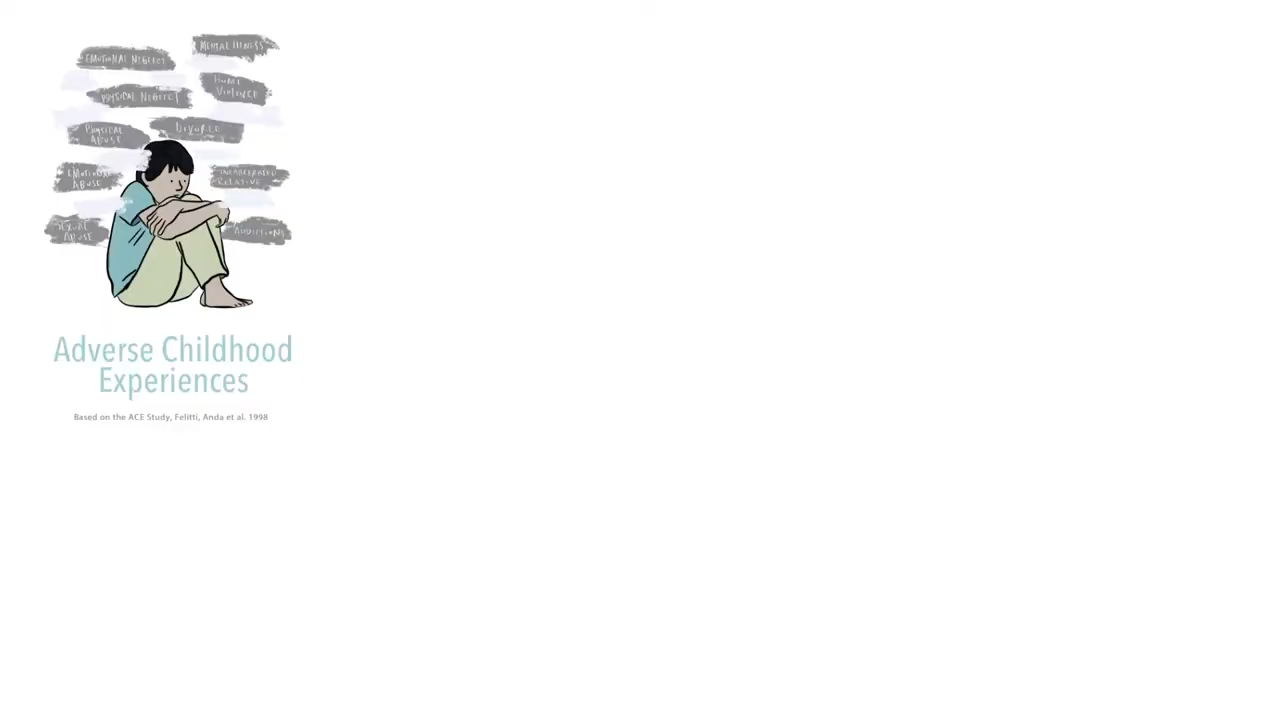 MENTAL ILLNESS
EMOTIONAL NEGLECT
HOME
VIOLENCE
PHYSICAL NEGLECT
PHYSICAL
ABUSE
DIVORCE
EMOTIONAL
ABUSE
INCARCERATED
RELATIVE
SEXUAL
ABUSE
ADDICTIONS
Adverse Childhood
Experiences
Based on the ACE Study, Felitti, Anda et al. 1998